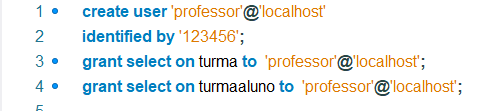 1 create user 'professor'@'localhost'
2 identified by '123456';
3 grant select on turma to 'professor'@'localhost';
4 grant select on turmaaluno to 'professor'@'localhost';